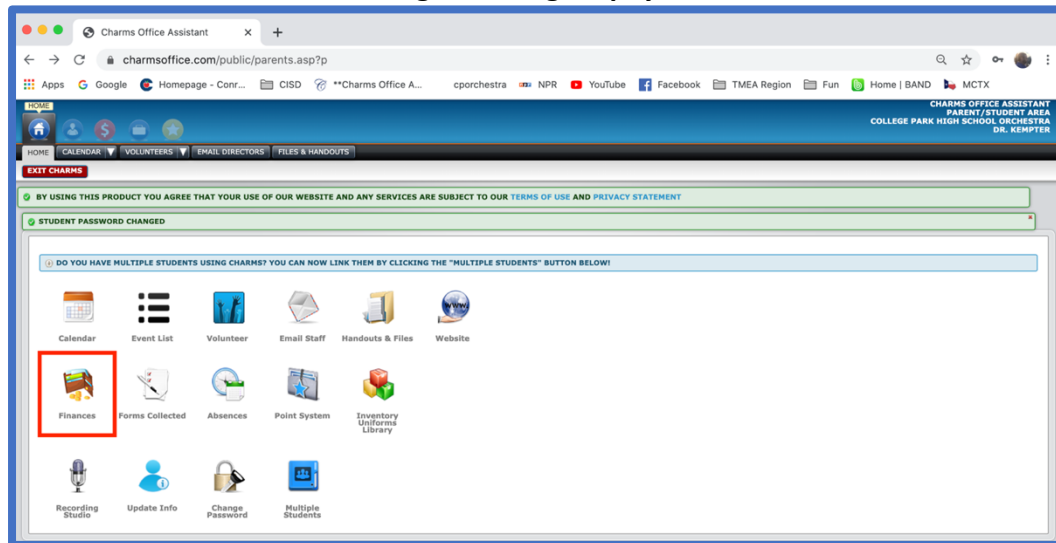 Charms Office Assistant × +
charmsoffice.com/public/parents.asp?p
Apps Google Homepage - Conr... CISD **Charms Office A... cporchestra NPR YouTube Facebook TMEA Region Fun Home | BAND MCTX
HOME
CHARMS OFFICE ASSISTANT
PARENT/STUDENT AREA
COLLEGE PARK HIGH SCHOOL ORCHESTRA
DR. KEMPTER
HOME CALENDAR VOLUNTEERS EMAIL DIRECTORS FILES & HANDOUTS
EXIT CHARMS
BY USING THIS PRODUCT YOU AGREE THAT YOUR USE OF OUR WEBSITE AND ANY SERVICES ARE SUBJECT TO OUR TERMS OF USE AND PRIVACY STATEMENT
STUDENT PASSWORD CHANGED
DO YOU HAVE MULTIPLE STUDENTS USING CHARMS? YOU CAN NOW LINK THEM BY CLICKING THE "MULTIPLE STUDENTS" BUTTON BELOW!
www
Calendar Event List Volunteer Email Staff Handouts & Files Website
Finances Forms Collected Absences Point System Inventory
Uniforms
Library
Recording Update Info Change Multiple
Studio Password Students